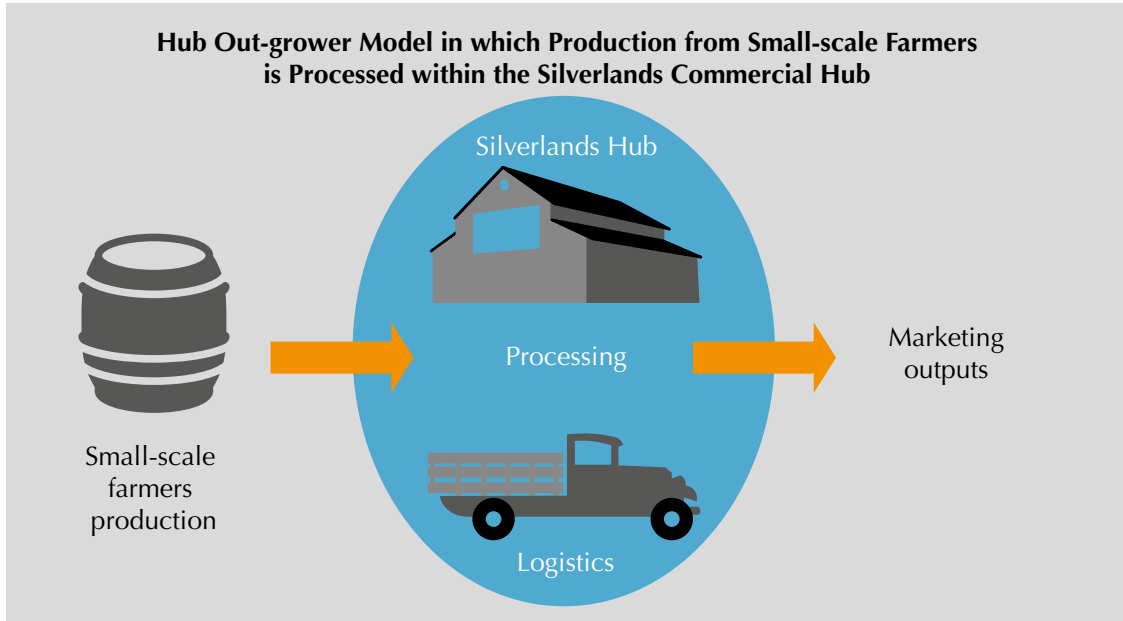 Hub Out-grower Model in which Production from Small-scale Farmers
is Processed within the Silverlands Commercial Hub
Silverlands Hub
Processing
Logistics
Small-scale
farmers
production
Marketing
outputs